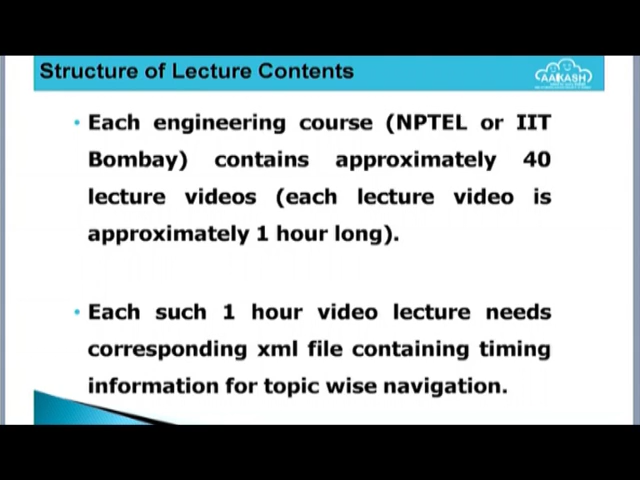 Structure of Lecture Contents
AAKASH
• Each engineering course (NPTEL or IIT
Bombay) contains approximately 40
lecture videos (each lecture video is
approximately 1 hour long).
• Each such 1 hour video lecture needs
corresponding xml file containing timing
information for topic wise navigation.